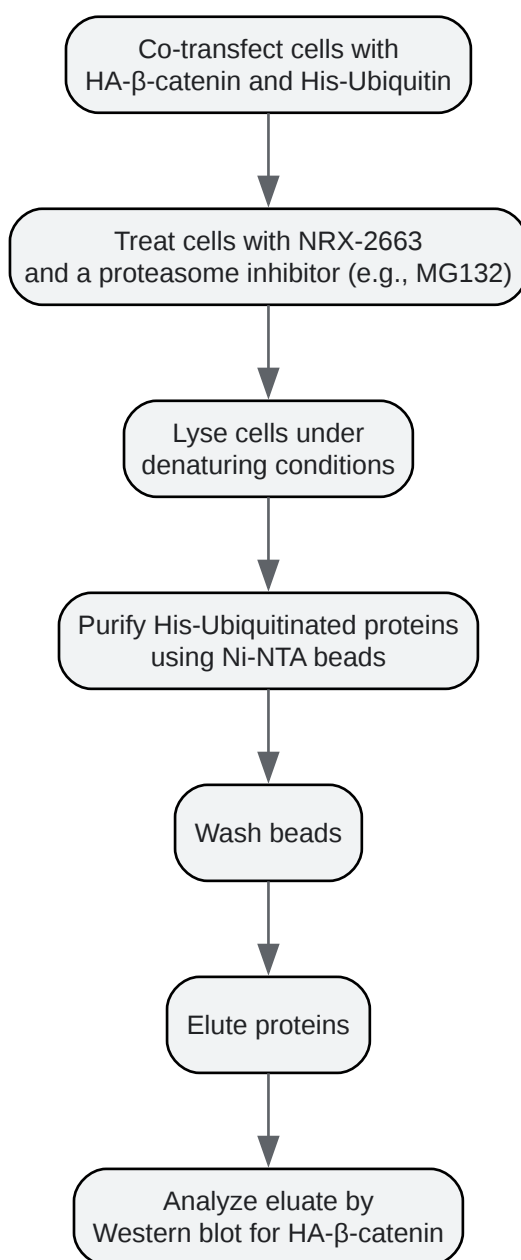 Co-transfect cells with
HA-β-catenin and His-Ubiquitin
Treat cells with NRX-2663
and a proteasome inhibitor (e.g., MG132)
Lyse cells under
denaturing conditions
Purify His-Ubiquitinated proteins
using Ni-NTA beads
Wash beads
Elute proteins
Analyze eluate by
Western blot for HA-β-catenin